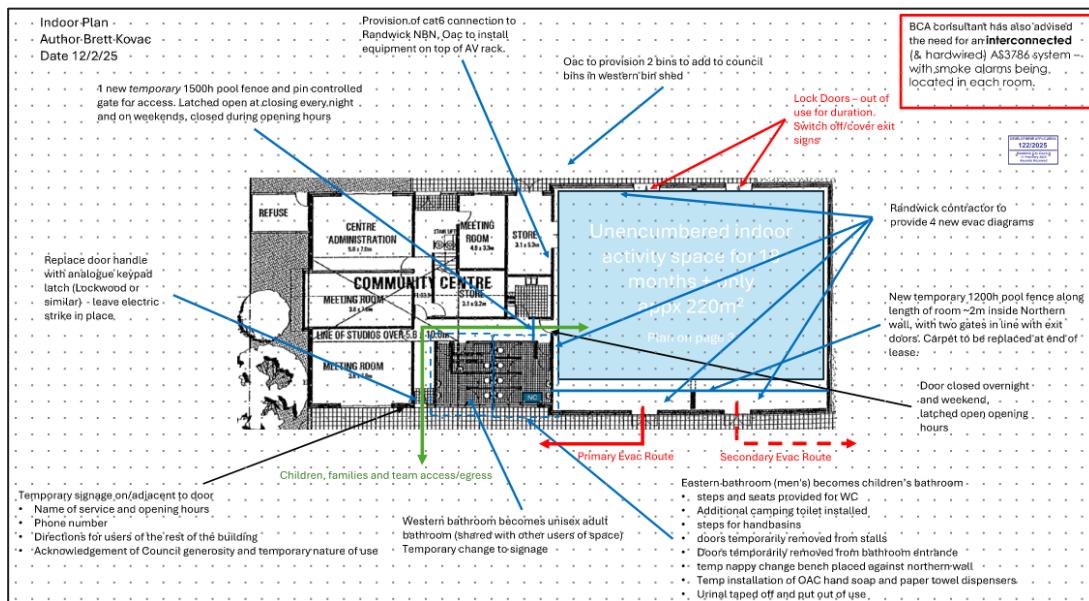 Indoor Plan
Author Brett Kovac
Date 12/2/25
Provision of cat6 connection to
Randwick NBN, Oac to install
equipment on top of AV rack.
BCA consultant has also advised
the need for an interconnected
(& hardwired) AS3786 system –
with smoke alarms being
located in each room.
1 new temporary 1500h pool fence and pin controlled
gate for access. Latched open at closing every night
and on weekends, closed during opening hours
Oac to provision 2 bins to add to council
bins in western bin shed
Lock Doors – out of
use for duration.
Switch off/cover exit
signs
122/2025
REFUSE
CENTRE
ADMINISTRATION
MEETING
ROOM
STORE
COMMUNITY CENTRE
MEETING ROOM
STORE
LINE OF STUDIOS OVER
MEETING ROOM
Unencumbered indoor
activity space for
months
only
appx 220m²
Plan on page
NC
Randwick contractor to
provide 4 new evac diagrams
Replace door handle
with analogue keypad
latch (Lockwood or
similar) - leave electric
strike in place,
New temporary 1200h pool fence along
length of room ~2m inside Northern
wall, with two gates in line with exit
doors. Carpet to be replaced at end of
lease.
Door closed overnight
and weekend,
latched open opening
hours
Primary Evac Route
Secondary Evac Route
Children, families and team access/egress
Temporary signage on/adjacent to door
• Name of service and opening hours
• Phone number
• Directions for users of the rest of the building
• Acknowledgement of Council generosity and temporary nature of use
Western bathroom becomes unisex adult
bathroom (shared with other users of space)
Temporary change to signage
Eastern bathroom (men's) becomes children's bathroom
• steps and seats provided for WC
• Additional camping toilet installed
• steps for handbasins
• doors temporarily removed from stalls
• Doors temporarily removed from bathroom entrance
• temp nappy change bench placed against northern wall
• Temp installation of OAC hand soap and paper towel dispensers
• Urinal taped off and put out of use